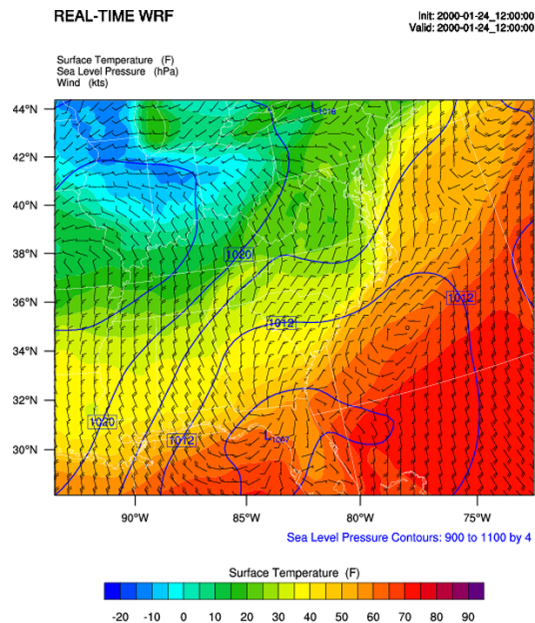 REAL-TIME WRF
Init: 2000-01-24_12:00:00
Valid: 2000-01-24_12:00:00
Surface Temperature (F)
Sea Level Pressure (hPa)
Wind (kts)
44°N
42°N
40°N
38°N
36°N
34°N
32°N
30°N
L1016
1020
1012
1012
1020
1012
L1007
90°W 85°W 80°W 75°W
Sea Level Pressure Contours: 900 to 1100 by 4
Surface Temperature (F)
-20 -10 0 10 20 30 40 50 60 70 80 90